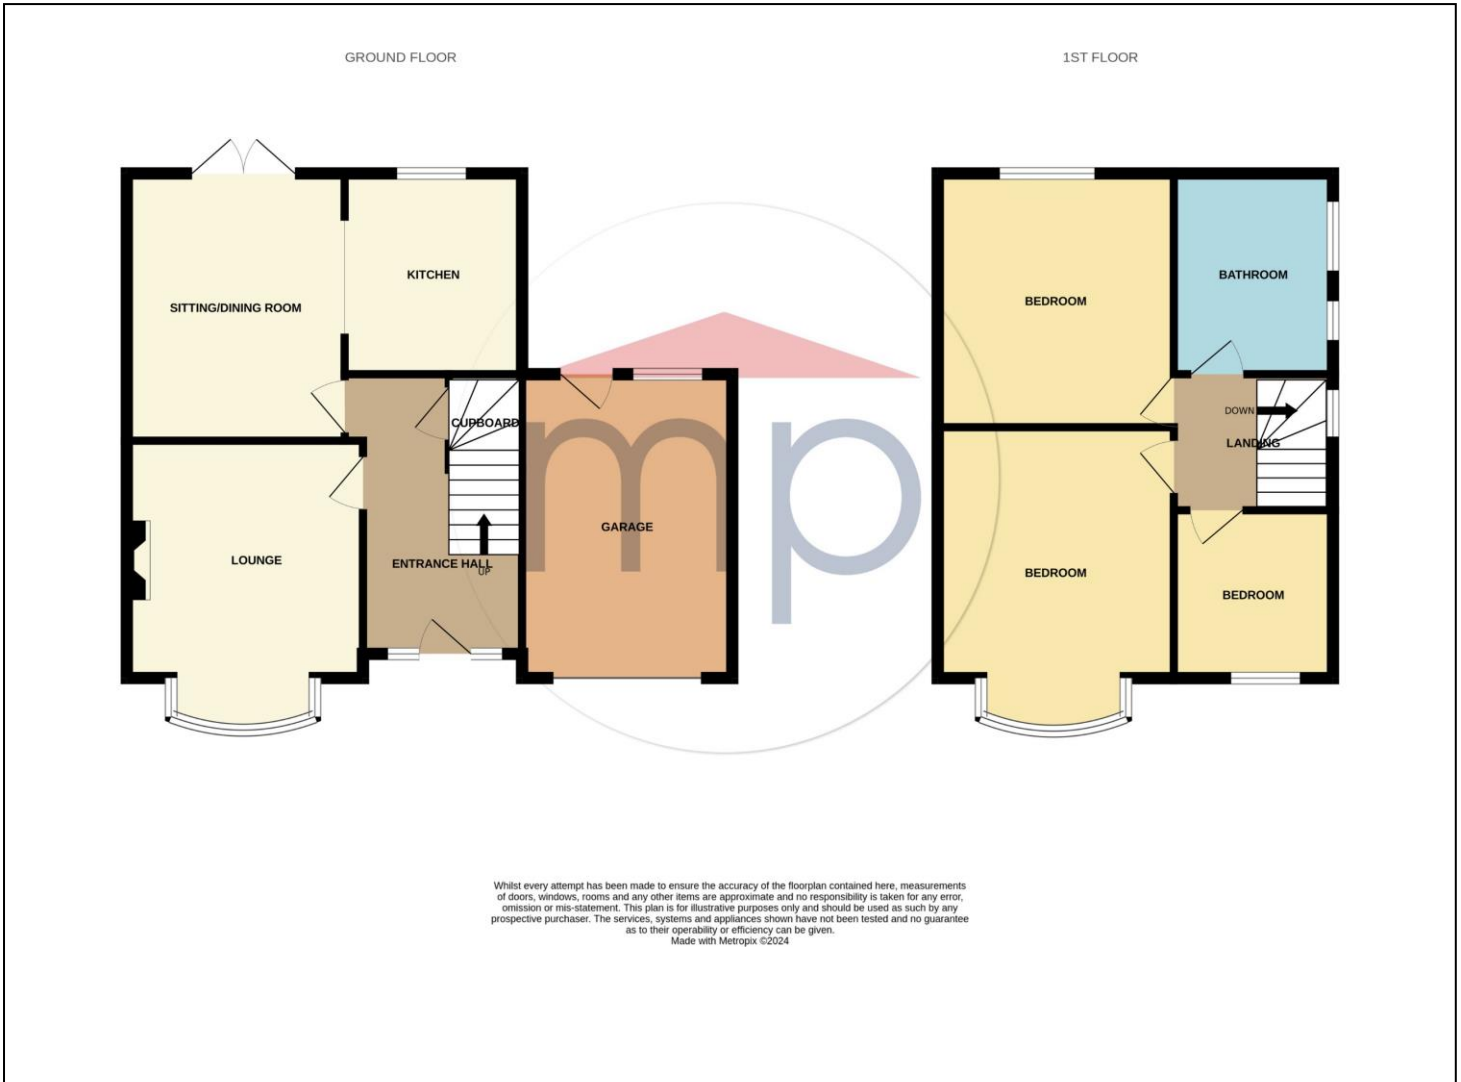 GROUND FLOOR
1ST FLOOR
KITCHEN
SITTING/DINING ROOM
CUPBOARD
LOUNGE
ENTRANCE HALL
UP
GARAGE
mp
BEDROOM
BATHROOM
DOWN
LANDING
BEDROOM
BEDROOM
Whilst every attempt has been made to ensure the accuracy of the floorplan contained here, measurements
of doors, windows, rooms and any other items are approximate and no responsibility is taken for any error,
omission or mis-statement. This plan is for illustrative purposes only and should be used as such by any
prospective purchaser. The services, systems and appliances shown have not been tested and no guarantee
as to their operability or efficiency can be given.
Made with Metropix ©2024